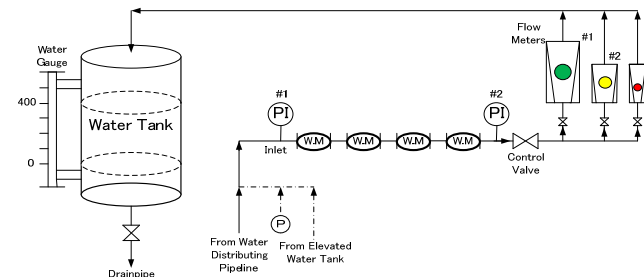 Water
Gauge
400
0
Water Tank
Drainpipe
#1
PI
Inlet
W.M
W.M
W.M
W.M
#2
PI
Control
Valve
Flow
Meters
#1
#2
P
From Water
Distributing
Pipeline
From Elevated
Water Tank